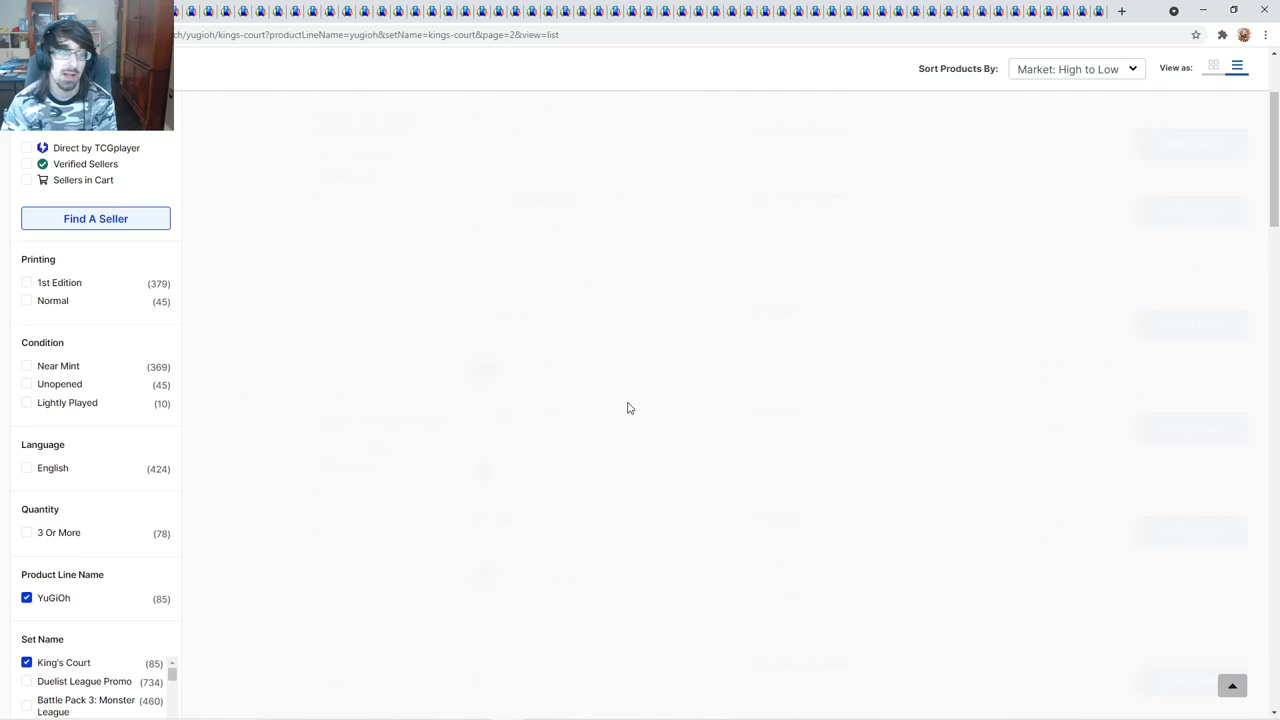 ch/yugioh/kings-court?productLineName=yugioh&setName=kings-court&page=2&view=list
Sort Products By:
Market: High to Low
View as:
Direct by TCGplayer
Verified Sellers
Sellers in Cart
Find A Seller
Printing
1st Edition (379)
Normal (45)
Condition
Near Mint (369)
Unopened (45)
Lightly Played (10)
Language
English (424)
Quantity
3 Or More (78)
Product Line Name
YuGiOh (85)
Set Name
King's Court (85)
Duelist League Promo (734)
Battle Pack 3: Monster (460)
League